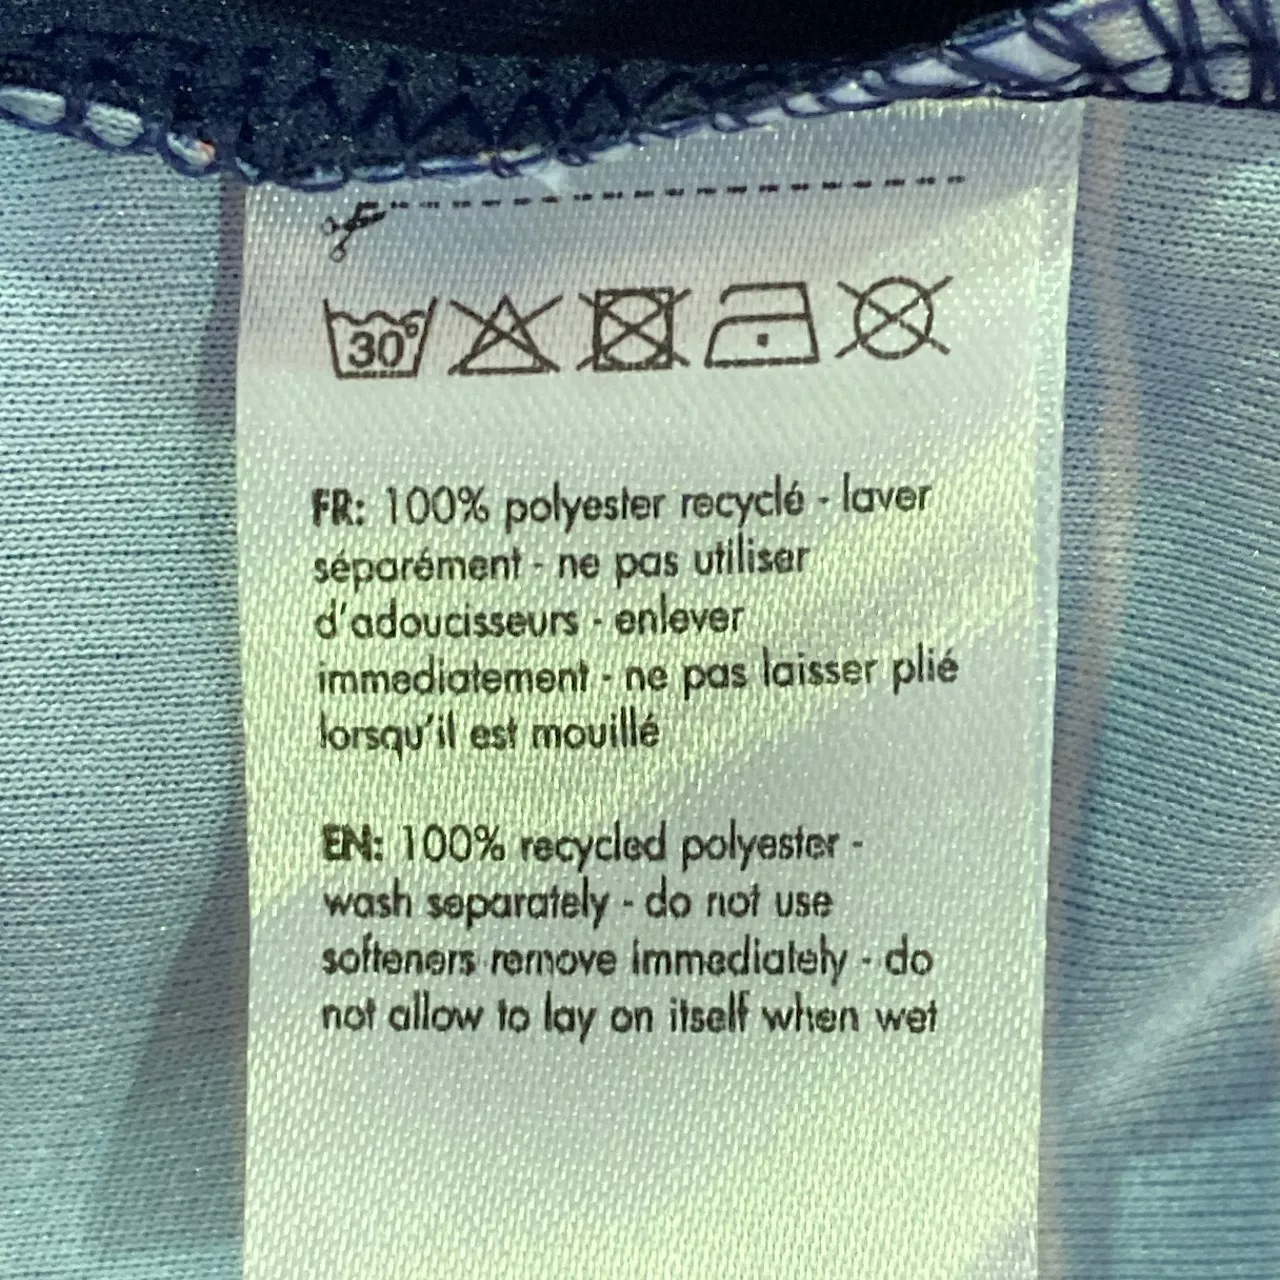 30°
FR: 100% polyester recyclé - laver
séparément - ne pas utiliser
d'adoucisseurs - enlever
immediatement - ne pas laisser plié
lorsqu'il est mouillé
EN: 100% recycled polyester -
wash separately - do not use
softeners remove immediately - do
not allow to lay on itself when wet